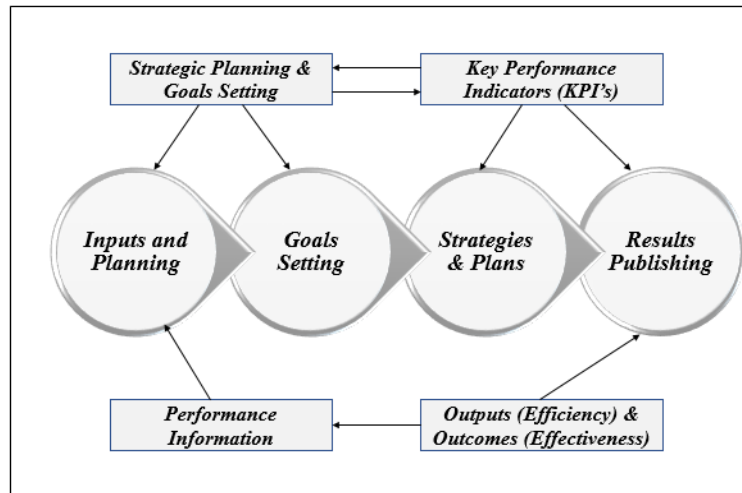 Strategic Planning &
Goals Setting
Key Performance
Indicators (KPI's)
Inputs and
Planning
Goals
Setting
Strategies
& Plans
Results
Publishing
Performance
Information
Outputs (Efficiency) &
Outcomes (Effectiveness)